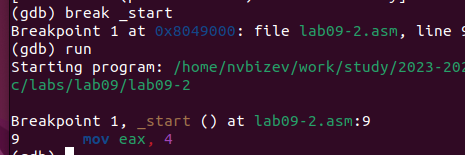 (gdb) break _start
Breakpoint 1 at 0x8049000: file lab09-2.asm, line 9
(gdb) run
Starting program: /home/nvbizev/work/study/2023-202
c/labs/lab09/lab09-2
Breakpoint 1, _start () at lab09-2.asm:9
9 mov eax, 4
(gdb)